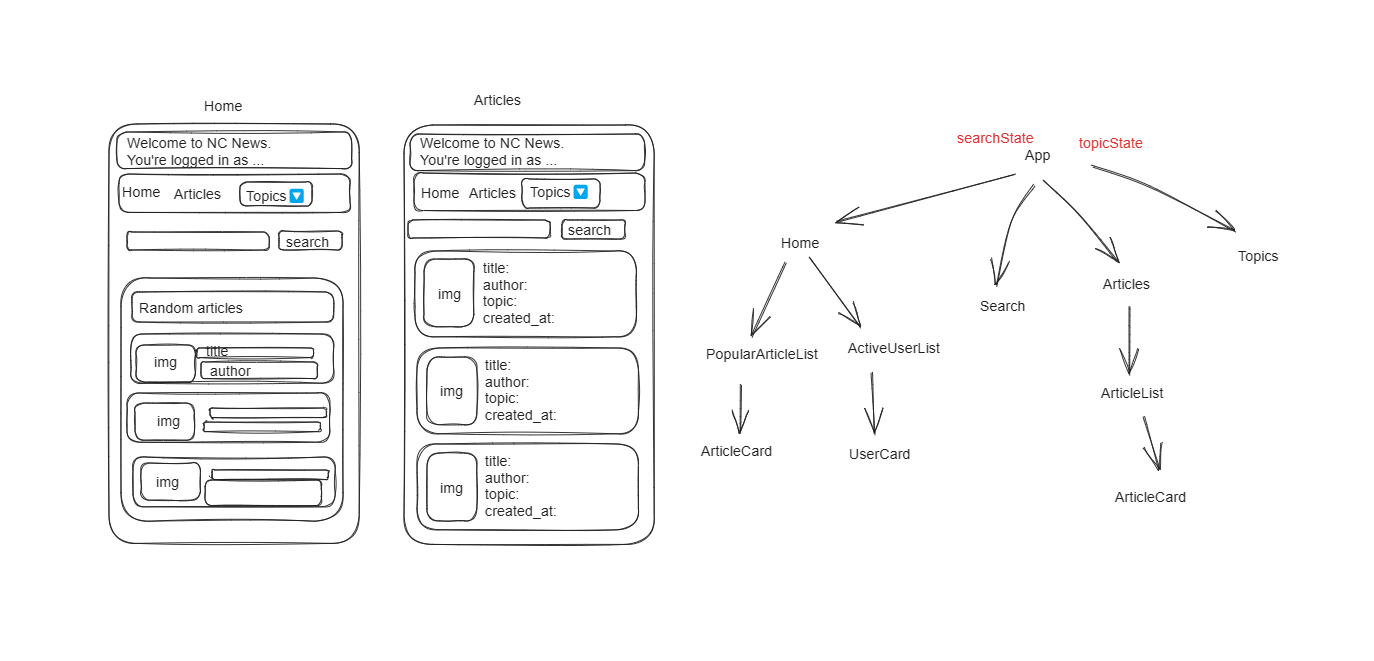 Home
Welcome to NC News.
You're logged in as ...
Home Articles Topics
search
Random articles
img
title
author
img
img
Articles
Welcome to NC News.
You're logged in as ...
Home Articles Topics
search
img
title:
author:
topic:
created_at:
img
title:
author:
topic:
created_at:
img
title:
author:
topic:
created_at:
searchState
topicState
App
Home
Topics
Articles
Search
PopularArticleList
ActiveUserList
ArticleList
ArticleCard
UserCard
ArticleCard